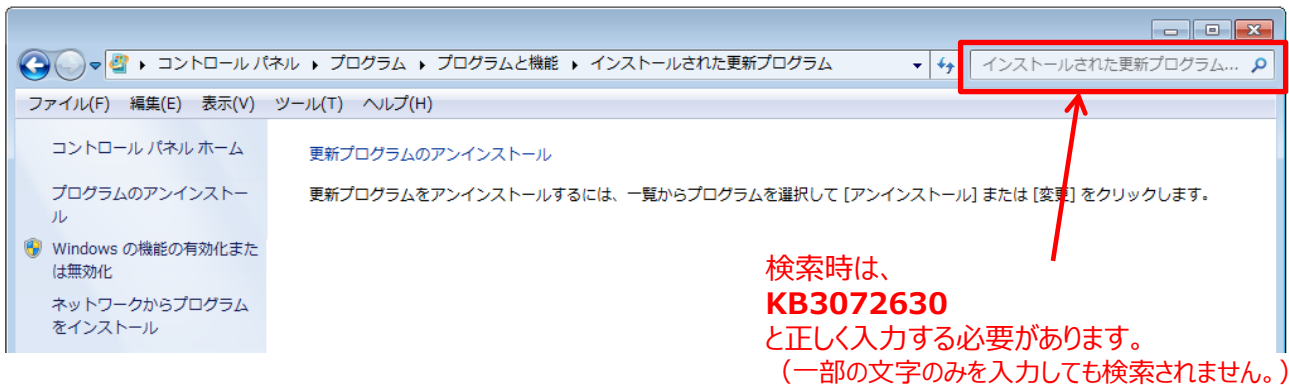 コントロール パネル ▸ プログラム ▸ プログラムと機能 ▸ インストールされた更新プログラム
インストールされた更新プログラム...
ファイル(F) 編集(E) 表示(V) ツール(T) ヘルプ(H)
コントロール パネル ホーム
プログラムのアンインストー
ル
Windows の機能の有効化また
は無効化
ネットワークからプログラム
をインストール
更新プログラムのアンインストール
更新プログラムをアンインストールするには、一覧からプログラムを選択して [アンインストール] または [変更] をクリックします。
検索時は、
KB3072630
と正しく入力する必要があります。
（一部の文字のみを入力しても検索されません。）